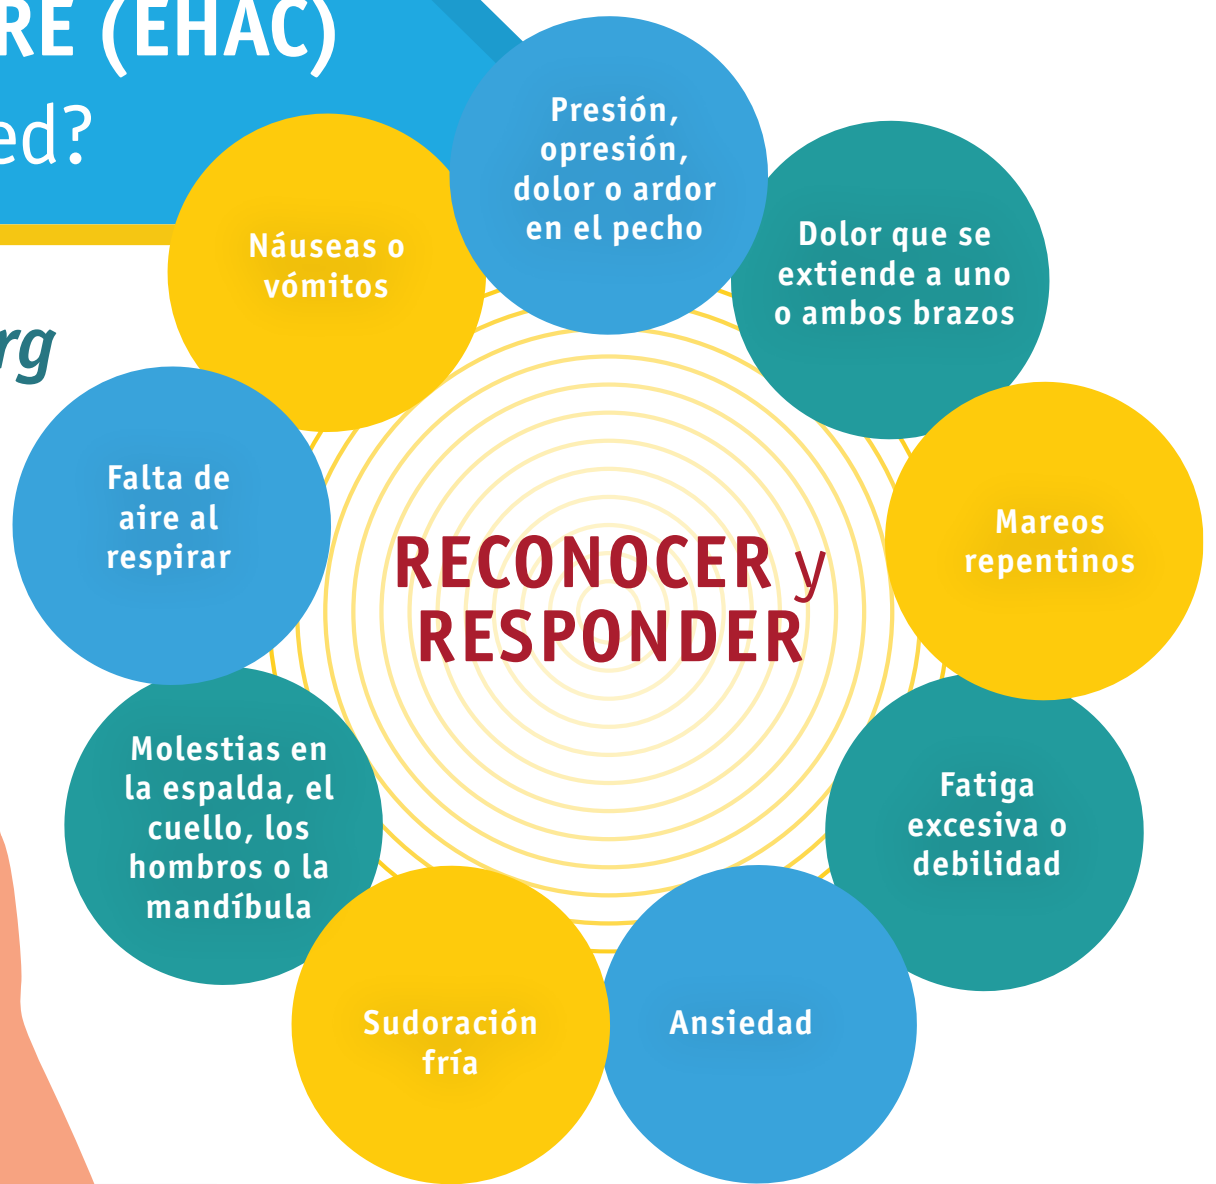 RE (EHAC)
ed?
rg
Presión,
opresión,
dolor o ardor
en el pecho
Dolor que se
extiende a uno
o ambos brazos
Mareos
repentinos
Fatiga
excesiva o
debilidad
Ansiedad
Sudoración
fría
Molestias en
la espalda, el
cuello, los
hombros o la
mandíbula
Falta de
aire al
respirar
Náuseas o
vómitos
RECONOCER y
RESPONDER